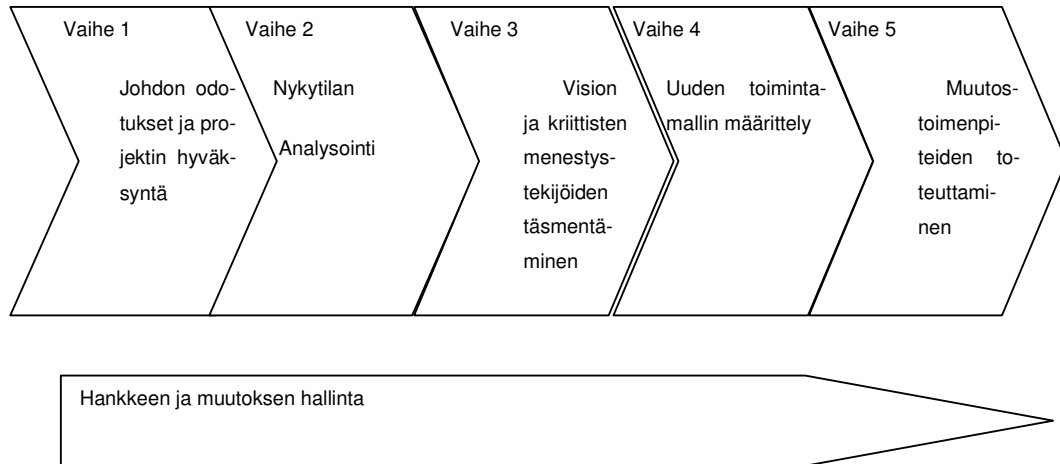 Vaihe 1
Johdon odo-
tukset ja pro-
jektin hyväk-
syntä
Vaihe 2
Nykytilan
Analysointi
Vaihe 3
Vision
ja kriittisten
menestys-
tekijöiden
täsmentä-
minen
Vaihe 4
Uuden toiminta-
mallin määrittely
Vaihe 5
Muutos-
toimenpi-
teiden to-
teuttami-
nen
Hankkeen ja muutoksen hallinta